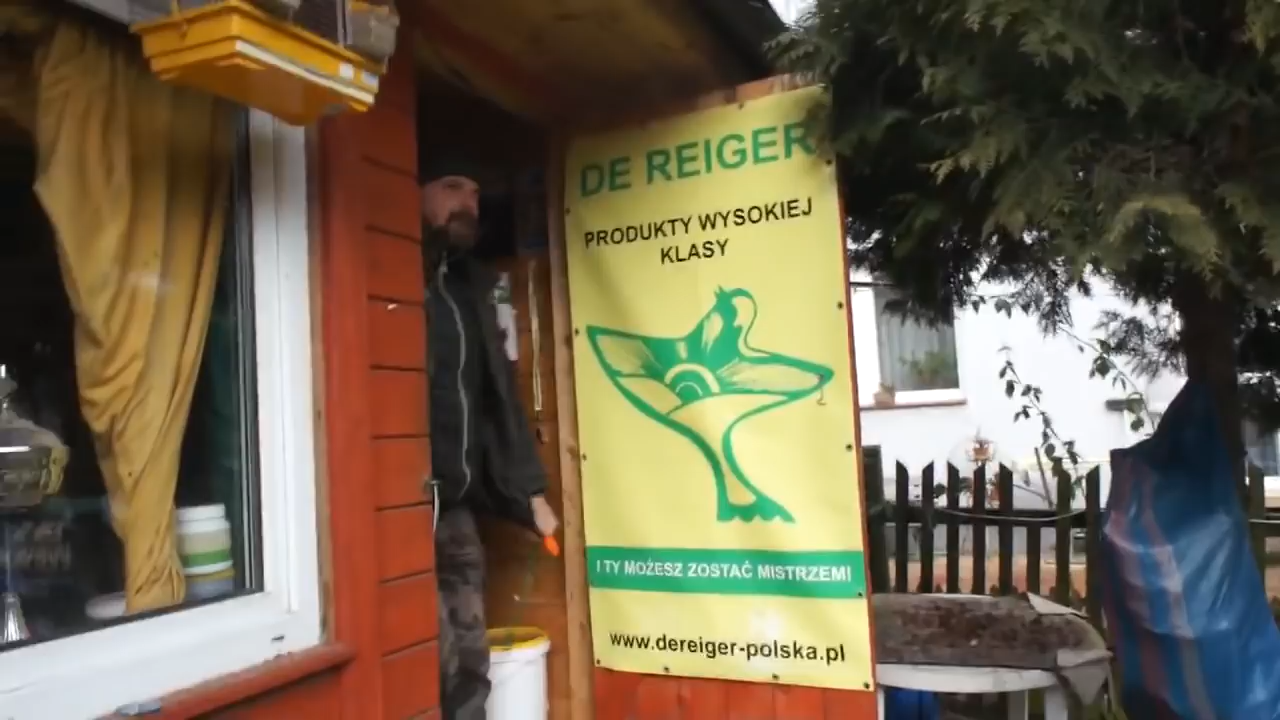 DE REIGER
PRODUKTY WYSOKIEJ
KLASY
I TY MOŻESZ ZOSTAĆ MISTRZEM!
www.dereiger-polska.pl